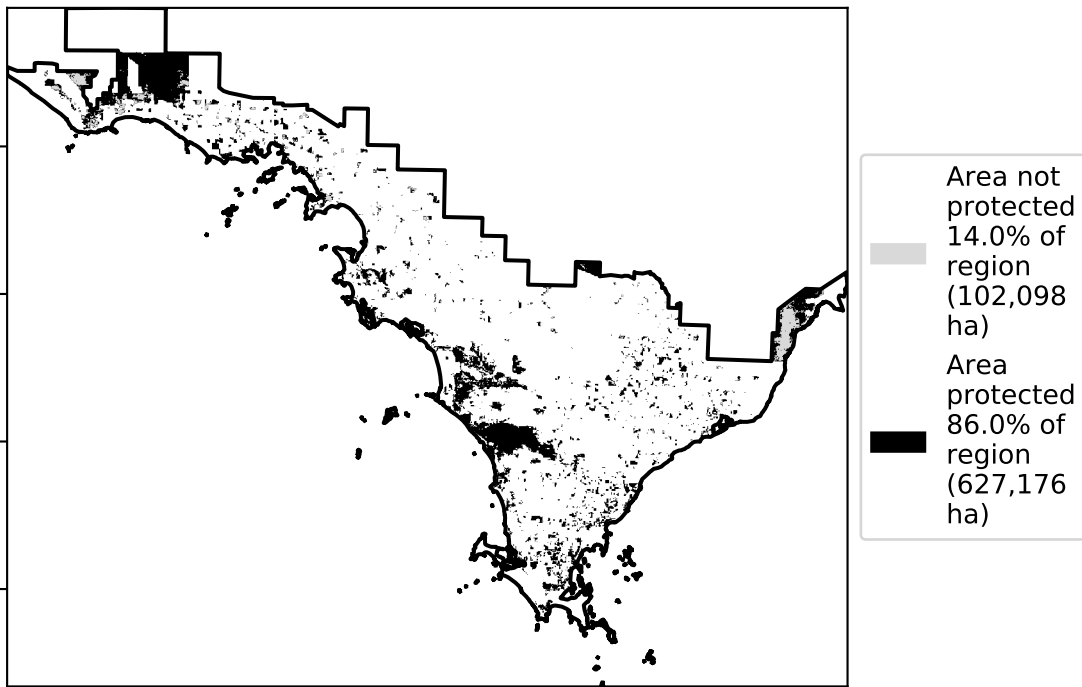 Area not
protected
14.0% of
region
(102,098
ha)
Area
protected
86.0% of
region
(627,176
ha)